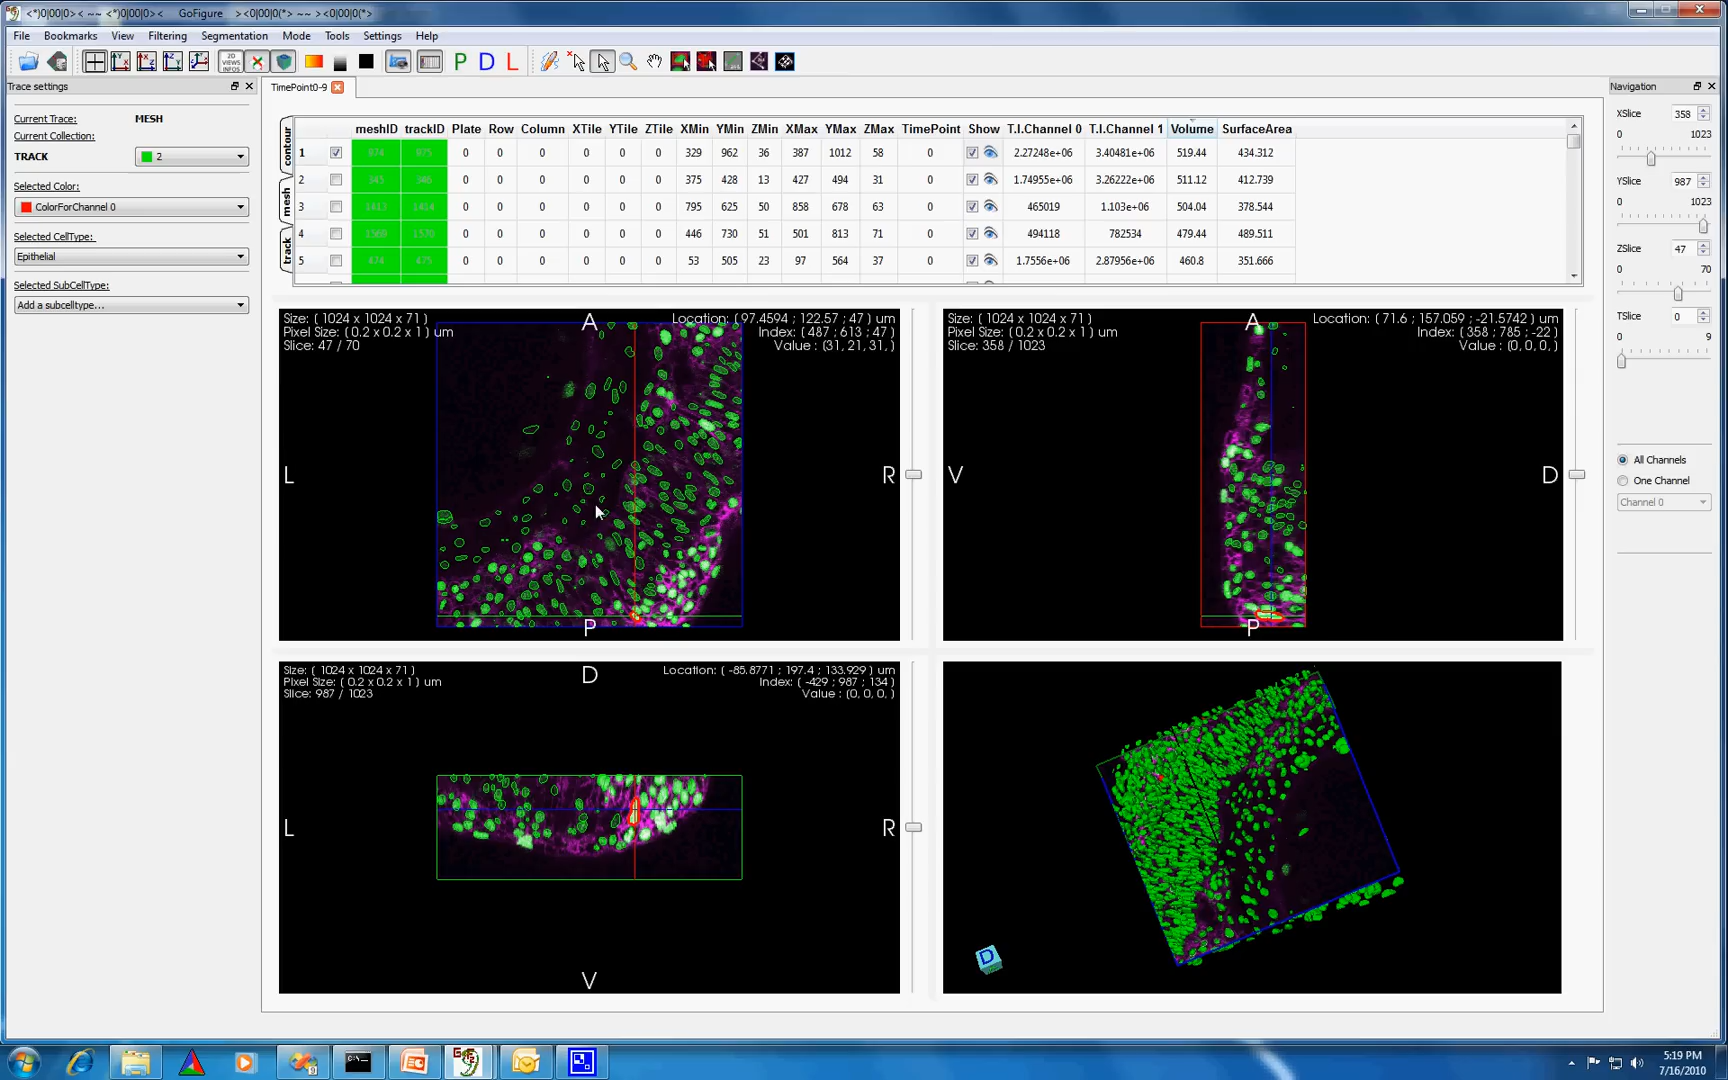 <*)0|00|0>< ~~ <*)0|00|0>< GoFigure ><0|00|0(*> ~~ ><0|00|0(*>
File Bookmarks View Filtering Segmentation Mode Tools Settings Help
2D VIEWS INFOS P D L
Trace settings
Current Trace: MESH
Current Collection:
TRACK 2
Selected Color:
ColorForChannel 0
Selected CellType:
Epithelial
Selected SubCellType:
Add a subcelltype...
TimePoint0-9
contour
mesh
track
meshID trackID Plate Row Column XTile YTile ZTile XMin YMin ZMin XMax YMax ZMax TimePoint Show T.I.Channel 0 T.I.Channel 1 Volume SurfaceArea
1 974 975 0 0 0 0 0 0 329 962 36 387 1012 58 0 2.27248e+06 3.40481e+06 519.44 434.312
2 345 346 0 0 0 0 0 0 375 428 13 427 494 31 0 1.74955e+06 3.26222e+06 511.12 412.739
3 1413 1414 0 0 0 0 0 0 795 625 50 858 678 63 0 465019 1.103e+06 504.04 378.544
4 1569 1570 0 0 0 0 0 0 446 730 51 501 813 71 0 494118 782534 479.44 489.511
5 474 475 0 0 0 0 0 0 53 505 23 97 564 37 0 1.7556e+06 2.87956e+06 460.8 351.666
Size: ( 1024 x 1024 x 71 )
Pixel Size: ( 0.2 x 0.2 x 1 ) um
Slice: 47 / 70
A
Location: ( 97.4594 ; 122.57 ; 47 ) um
Index: ( 487 ; 613 ; 47 )
Value : (31, 21, 31, )
L
R
P
Size: ( 1024 x 1024 x 71 )
Pixel Size: ( 0.2 x 0.2 x 1 ) um
Slice: 358 / 1023
A
Location: ( 71.6 ; 157.059 ; -21.5742 ) um
Index: ( 358 ; 785 ; -22 )
Value : (0, 0, 0, )
V
D
P
Size: ( 1024 x 1024 x 71 )
Pixel Size: ( 0.2 x 0.2 x 1 ) um
Slice: 987 / 1023
D
Location: ( -85.8771 ; 197.4 ; 133.929 ) um
Index: ( -429 ; 987 ; 134 )
Value : (0, 0, 0, )
L
R
V
D
Navigation
XSlice 358
0 1023
YSlice 987
0 1023
ZSlice 47
0 70
TSlice 0
0 9
All Channels
One Channel
Channel 0
5:19 PM
7/16/2010